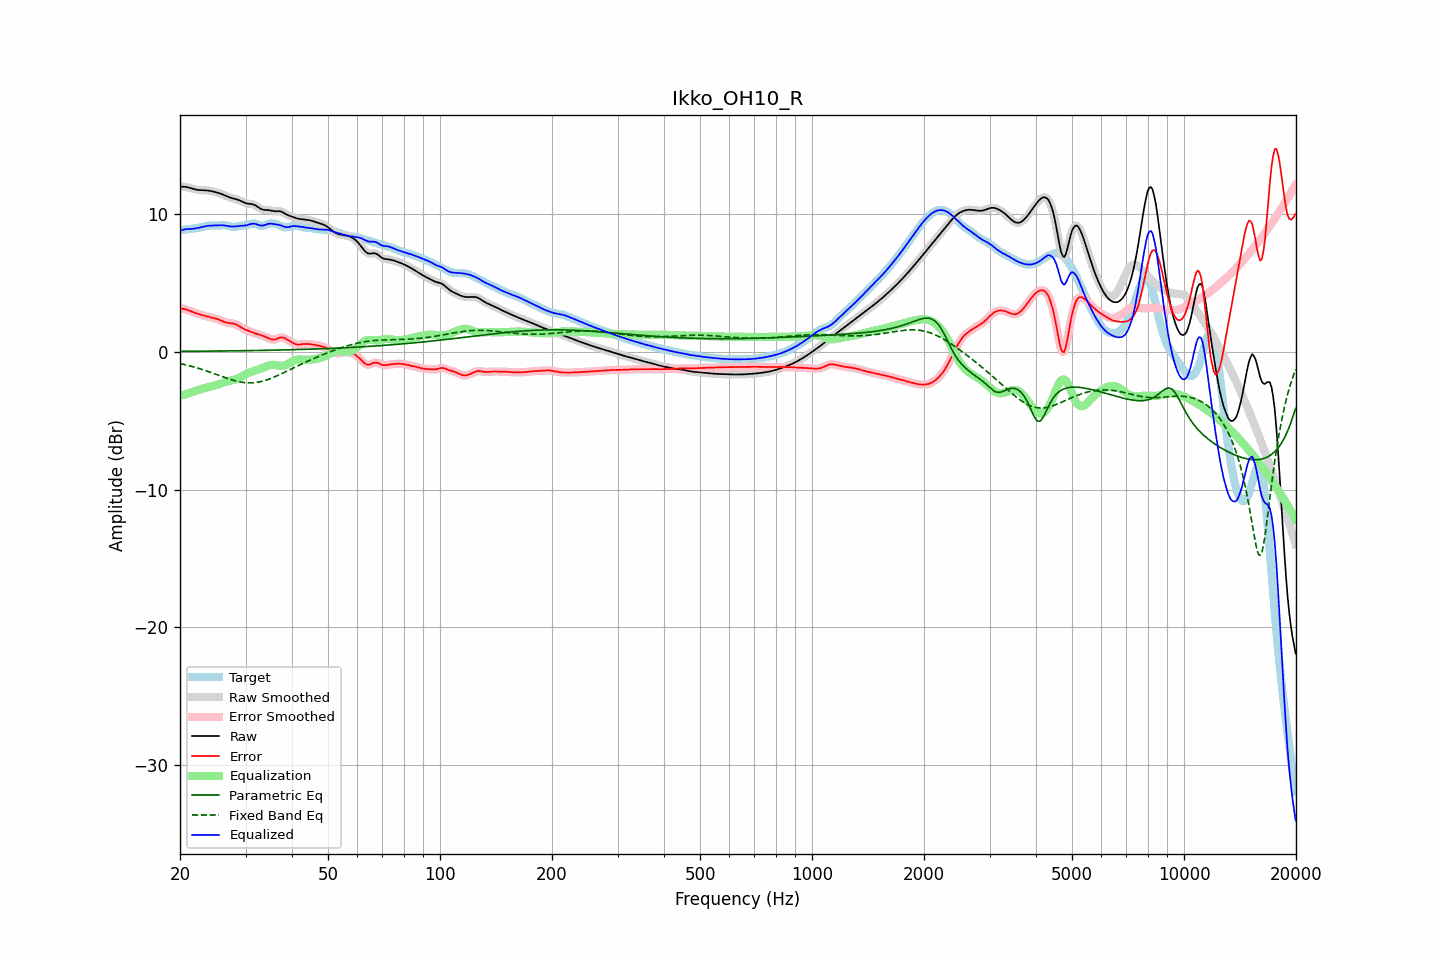 Ikko_OH10_R
Amplitude (dBr)
10
0
−10
−20
−30
Target
Raw Smoothed
Error Smoothed
Raw
Error
Equalization
Parametric Eq
Fixed Band Eq
Equalized
20 50 100 200 500 1000 2000 5000 10000 20000
Frequency (Hz)